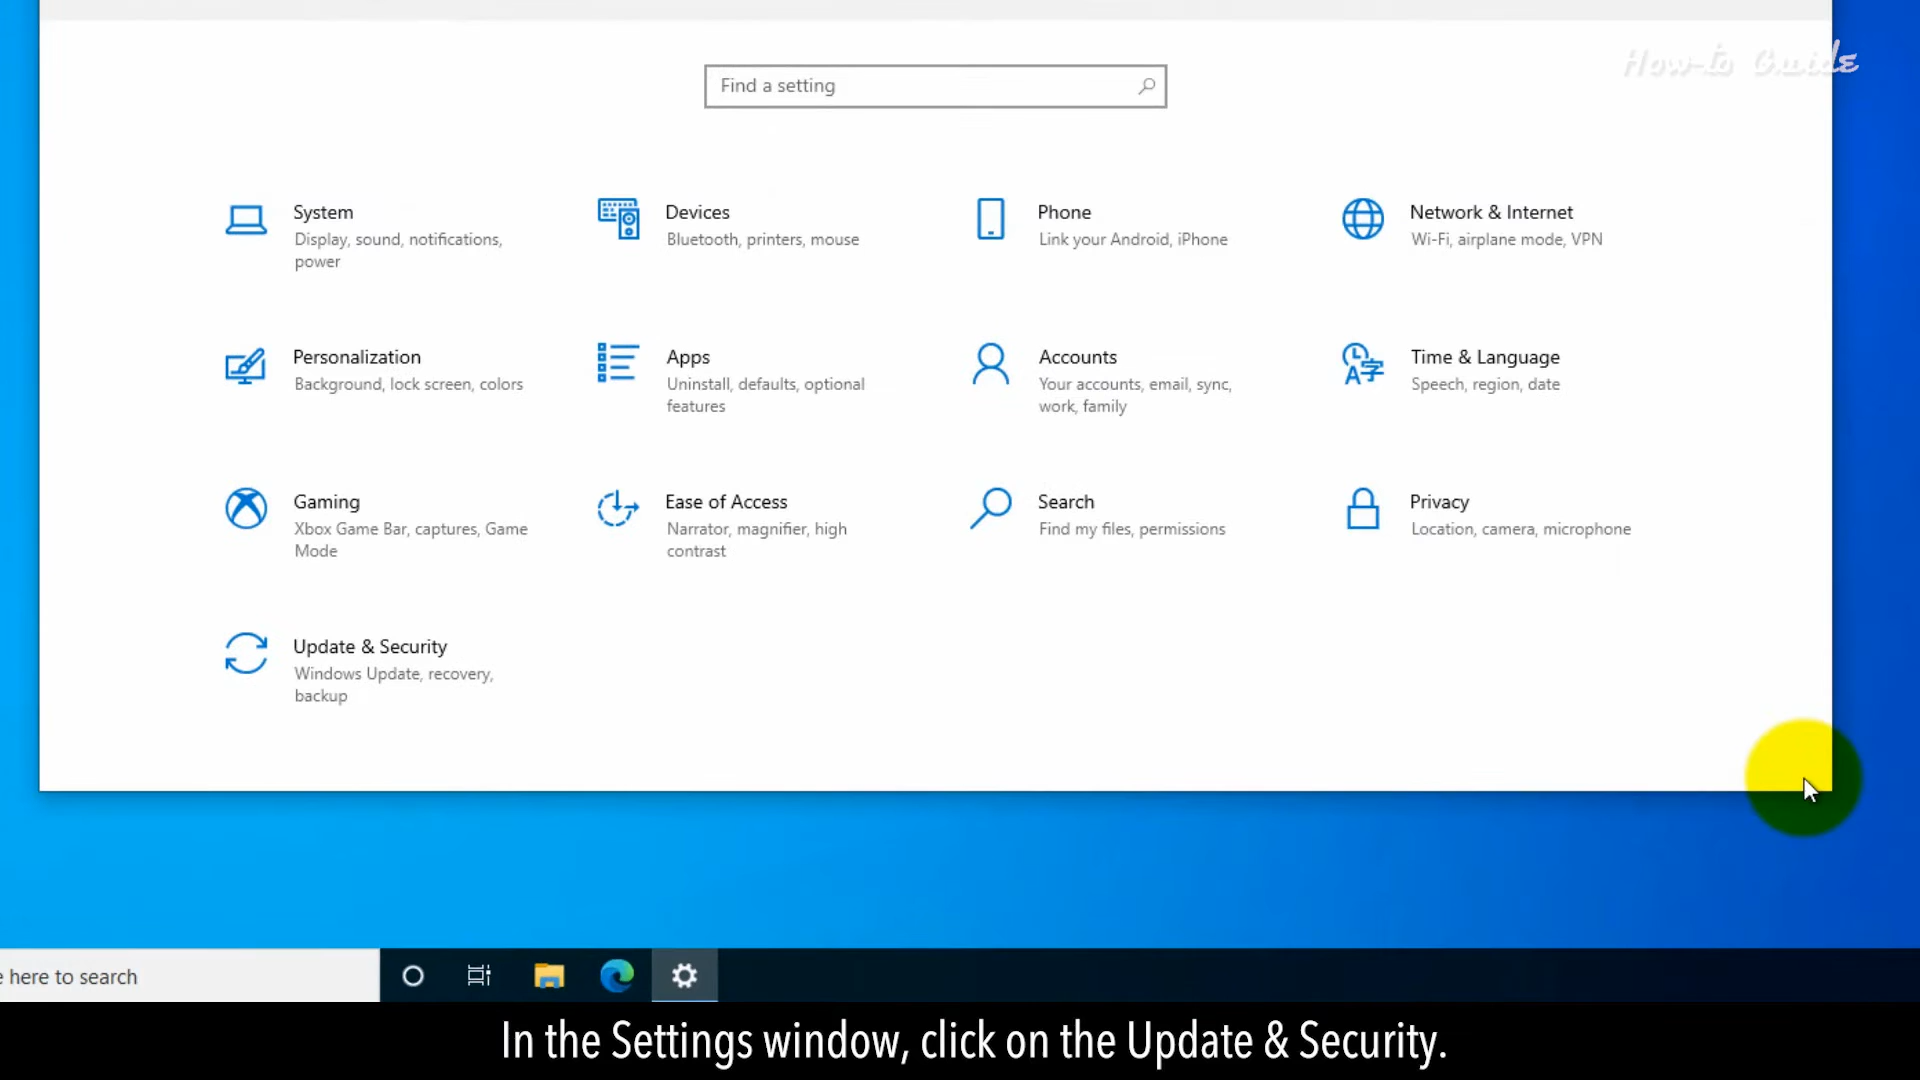 How-to Guide
Find a setting
System
Display, sound, notifications,
power
Devices
Bluetooth, printers, mouse
Phone
Link your Android, iPhone
Network & Internet
Wi-Fi, airplane mode, VPN
Personalization
Background, lock screen, colors
Apps
Uninstall, defaults, optional
features
Accounts
Your accounts, email, sync,
work, family
Time & Language
Speech, region, date
Gaming
Xbox Game Bar, captures, Game
Mode
Ease of Access
Narrator, magnifier, high
contrast
Search
Find my files, permissions
Privacy
Location, camera, microphone
Update & Security
Windows Update, recovery,
backup
e here to search
In the Settings window, click on the Update & Security.